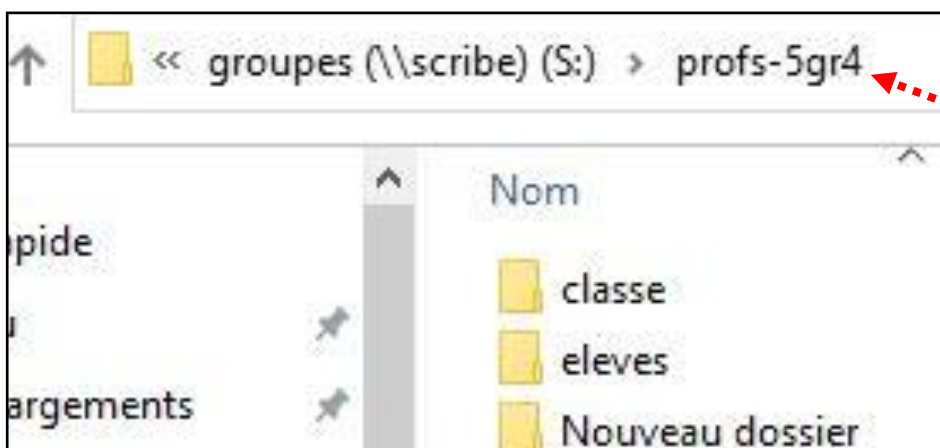 « groupes (\\scribe) (S:) > profs-5gr4
Nom
classe
eleves
Nouveau dossier